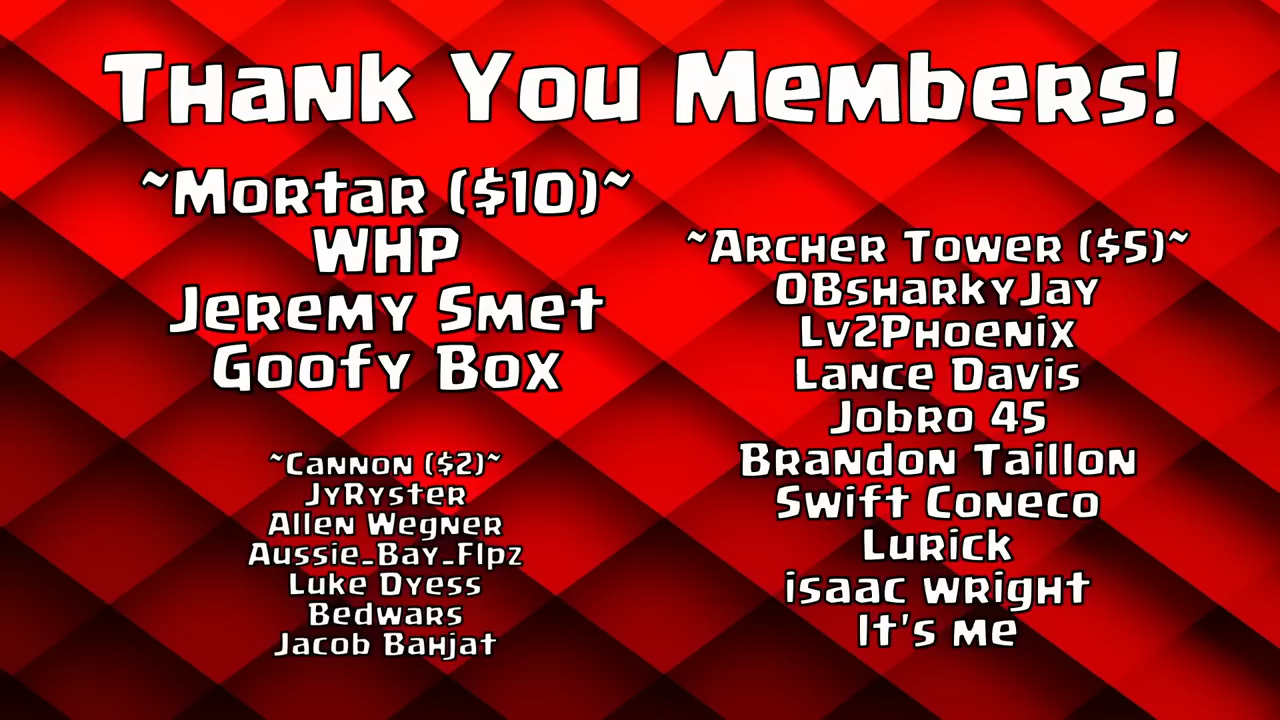 Thank You Members!
~Mortar ($10)~
WHP
Jeremy Smet
Goofy Box
~Cannon ($2)~
JyRyster
Allen Wegner
Aussie_Bay_Flpz
Luke Dyess
Bedwars
Jacob Bahjat
~Archer Tower ($5)~
OBsharkyJay
Lv2Phoenix
Lance Davis
Jobro 45
Brandon Taillon
Swift Coneco
Lurick
isaac wright
It's me